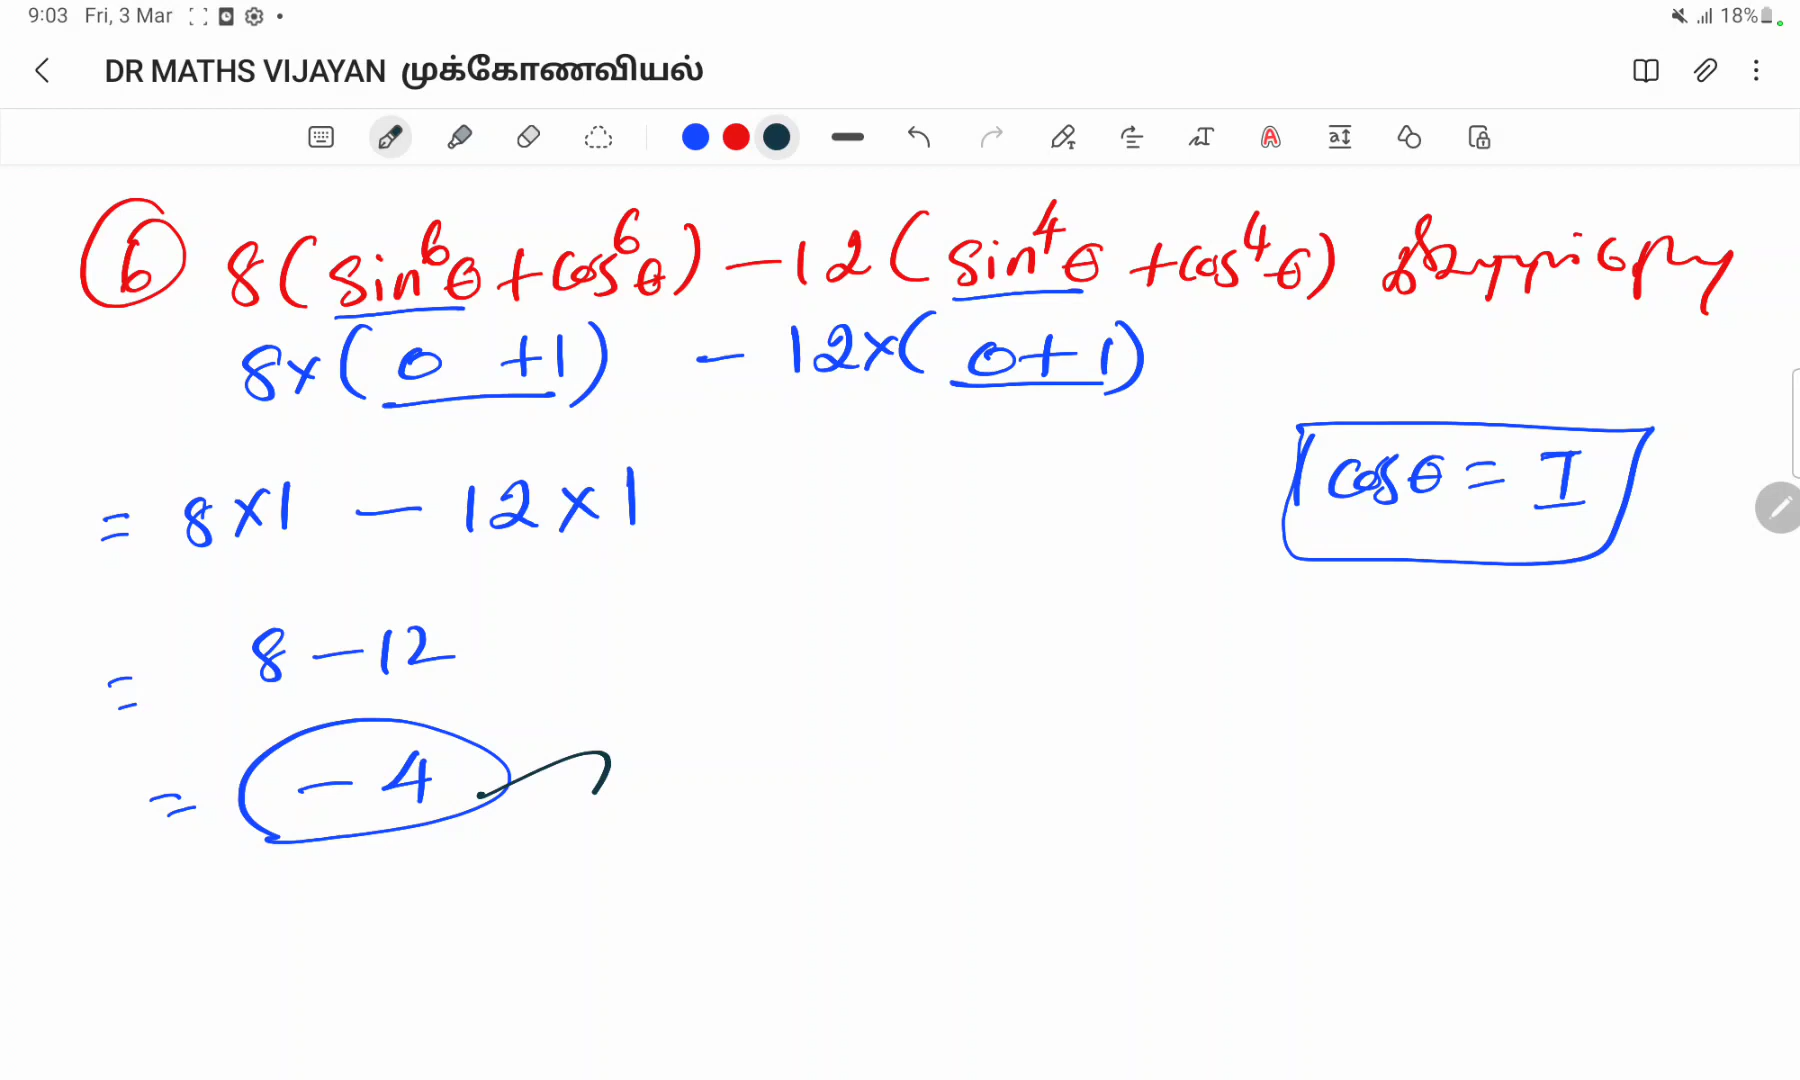 9:03 Fri, 3 Mar
18%
DR MATHS VIJAYAN முக்கோணவியல்
6 8(sin⁶θ+cos⁶θ) – 12(sin⁴θ+cos⁴θ)
8×(0 +1) – 12×(0+1)
cosθ = 1
= 8×1 – 12×1
= 8–12
= –4